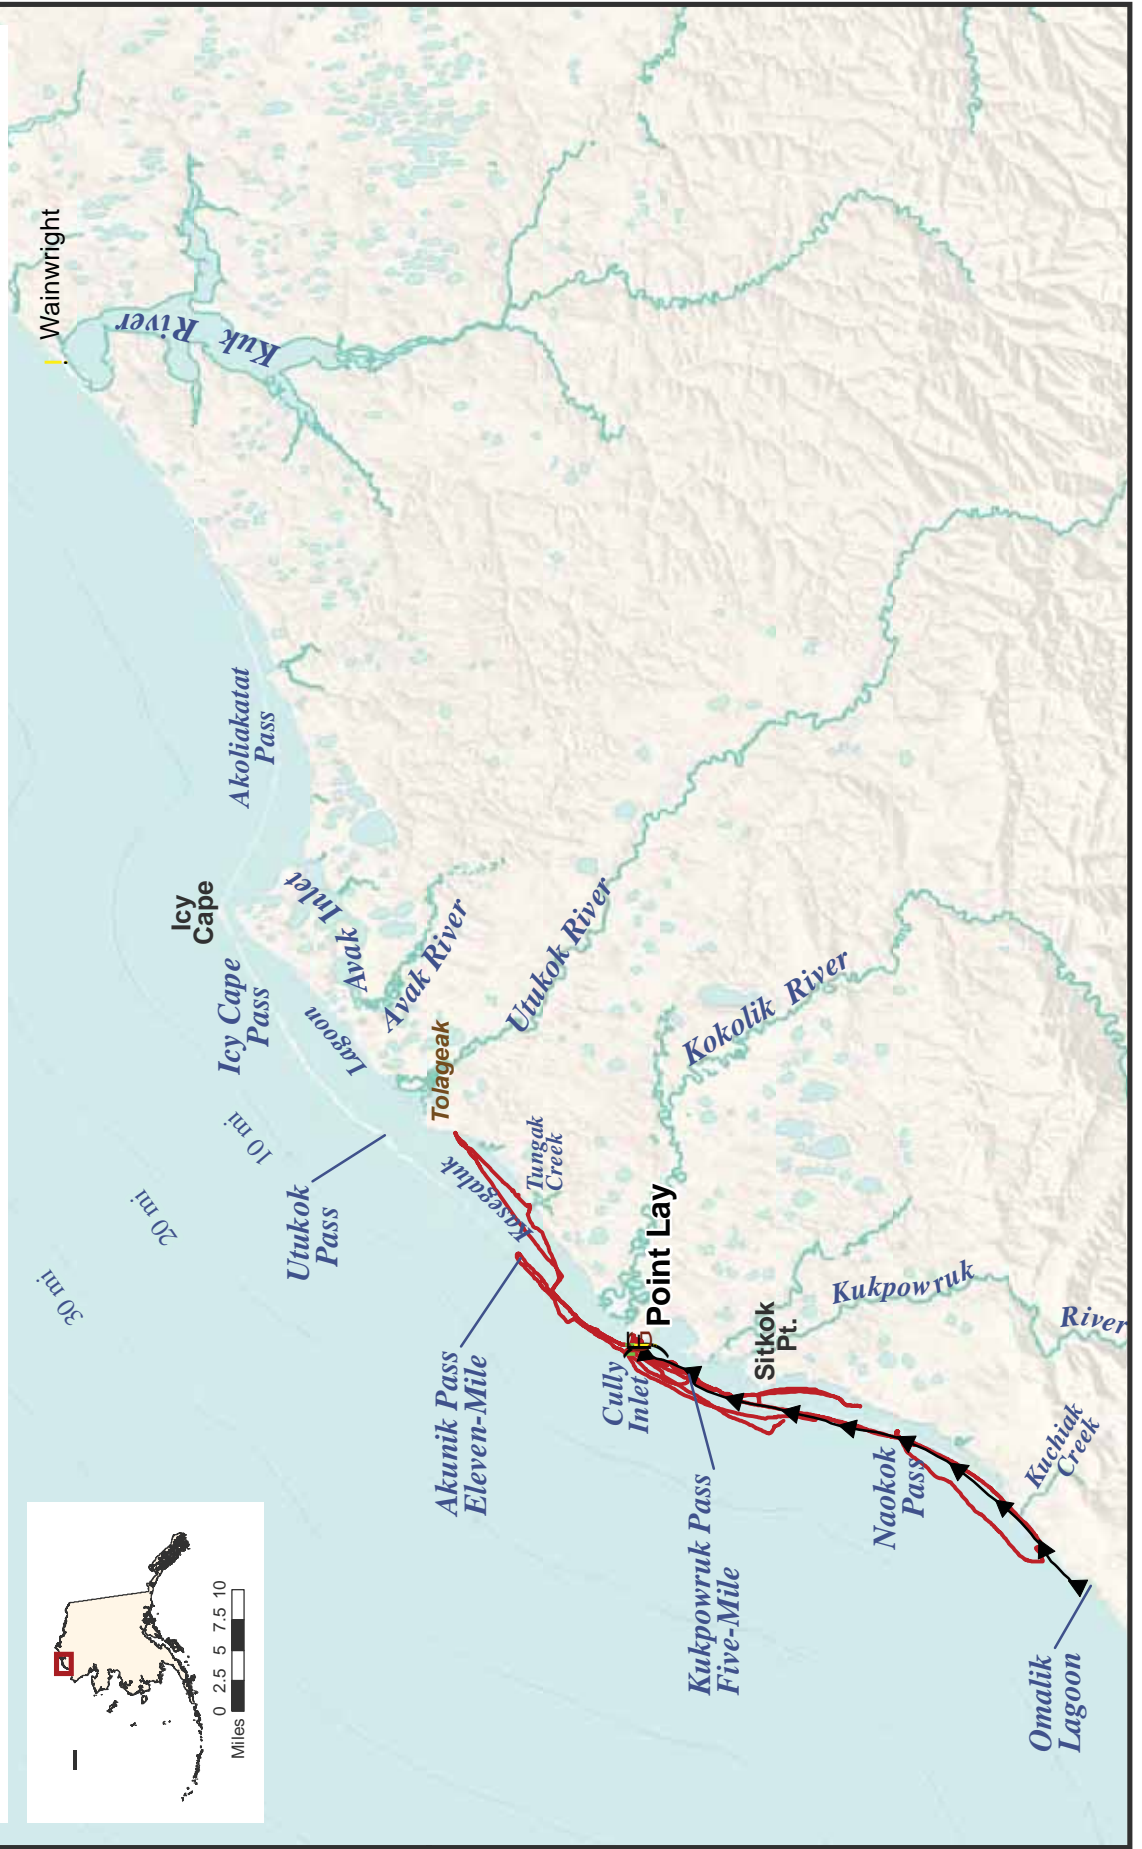 Wainwright
Kuk River
Akoliakatat
Pass
Icy
Cape
Icy Cape
Pass
Avak Inlet
Avak River
Kasegaluk Lagoon
Utukok River
Tolageak
10 mi
20 mi
30 mi
Utukok
Pass
Tungak
Creek
Kokolik River
Point Lay
Akunik Pass
Eleven-Mile
Cully
Inlet
Sitkok
Pt.
Kukpowruk River
Kukpowruk Pass
Five-Mile
Naokok
Pass
Kuchiak
Creek
Omalik
Lagoon
0 2.5 5 7.5 10
Miles